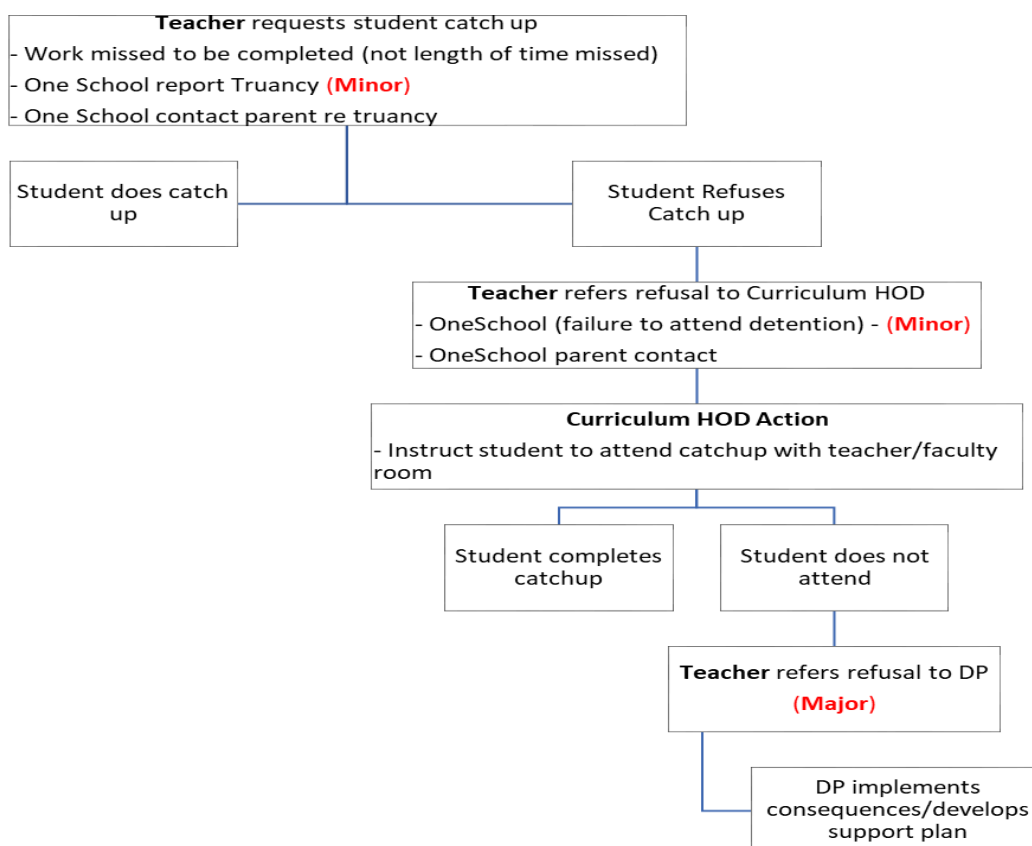 Teacher requests student catch up
- Work missed to be completed (not length of time missed)
- One School report Truancy (Minor)
- One School contact parent re truancy
Student does catch
up
Student Refuses
Catch up
Teacher refers refusal to Curriculum HOD
- OneSchool (failure to attend detention) - (Minor)
- OneSchool parent contact
Curriculum HOD Action
- Instruct student to attend catchup with teacher/faculty
room
Student completes
catchup
Student does not
attend
Teacher refers refusal to DP
(Major)
DP implements
consequences/develops
support plan